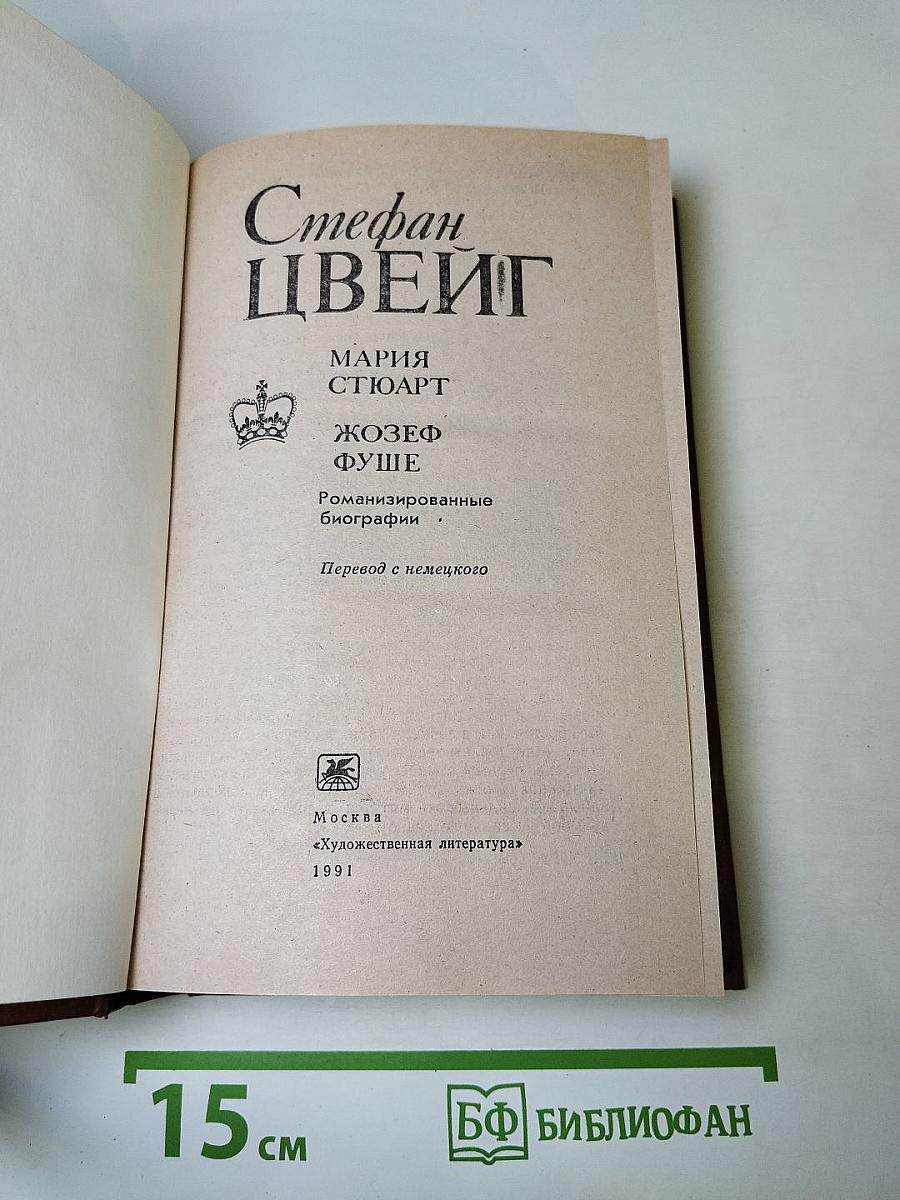 Стефан
ЦВЕЙГ
МАРИЯ
СТЮАРТ
ЖОЗЕФ
ФУШЕ
Романизированные
биографии
Перевод с немецкого
Москва
«Художественная литература»
1991
15 см
БФ БИБЛИОФАН